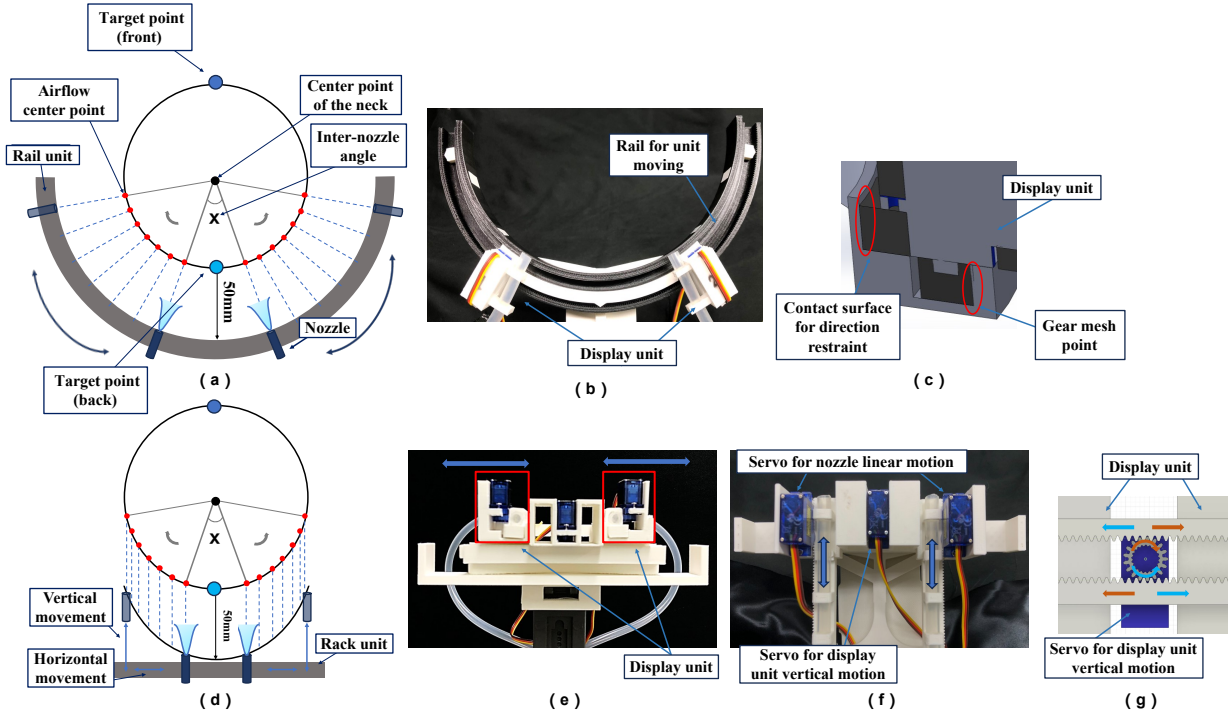 Target point
(front)
Airflow
center point
Center point
of the neck
Inter-nozzle
angle
Rail unit
X
50mm
Nozzle
Target point
(back)
( a )
Rail for unit
moving
Display unit
( b )
Display unit
Contact surface
for direction
restraint
Gear mesh
point
( c )
X
50mm
Vertical
movement
Horizontal
movement
Rack unit
( d )
Display unit
( e )
Servo for nozzle linear motion
Servo for display
unit vertical motion
( f )
Display unit
Servo for display unit
vertical motion
( g )